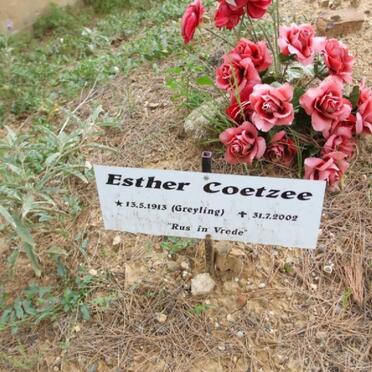 Esther Coetzee
★ 13.5.1913 (Greyling) ✝ 31.7.2002
"Rus in Vrede"